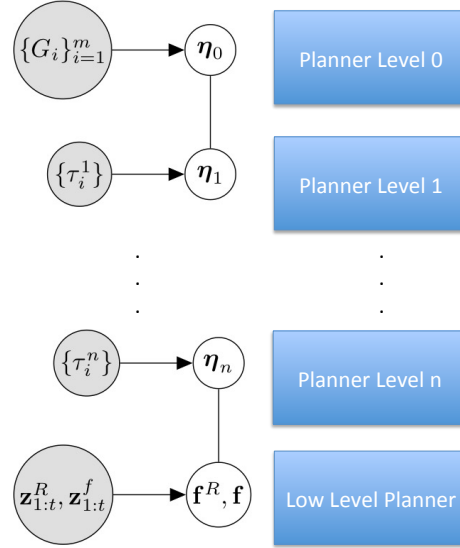 {G_i}_{i=1}^m η_0 Planner Level 0
{τ_i^1} η_1 Planner Level 1
. .
. .
. .
{τ_i^n} η_n Planner Level n
z_{1:t}^R, z_{1:t}^f f^R, f Low Level Planner